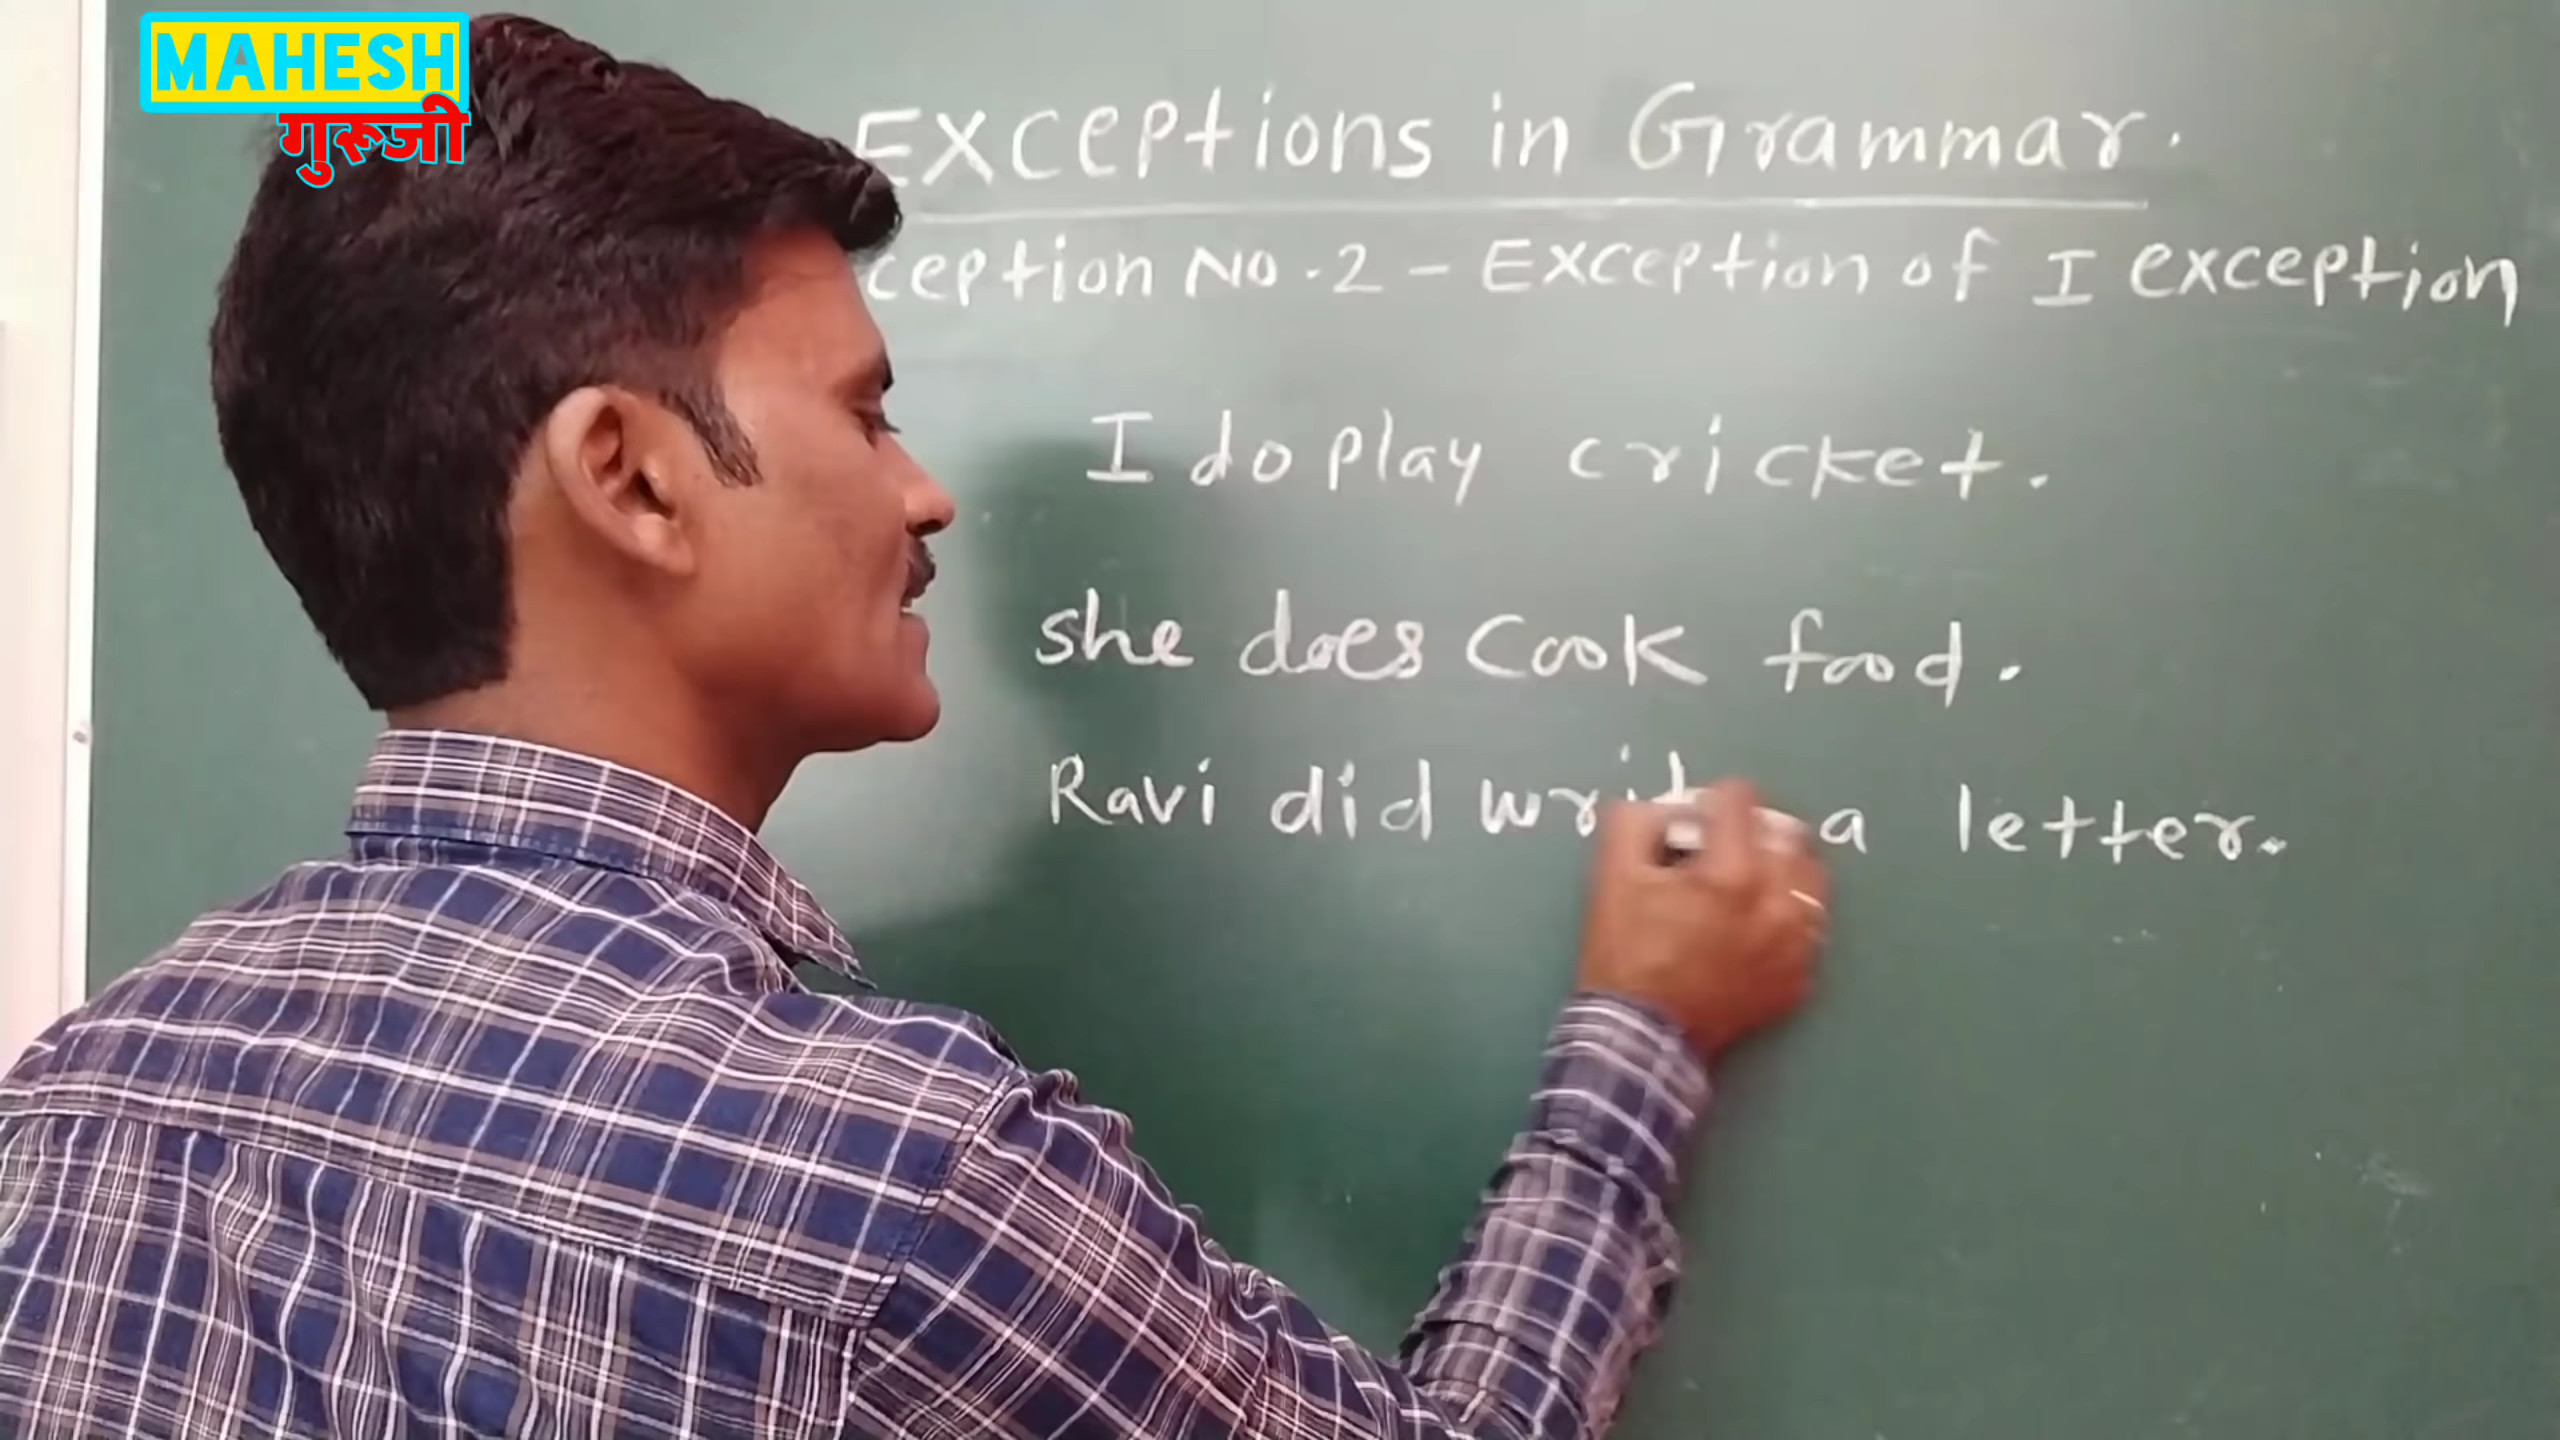 MAHESH
गुरूजी
Exceptions in Grammar.
ception No.2 - Exception of I exception
I do play cricket.
she does cook food.
Ravi did a letter.